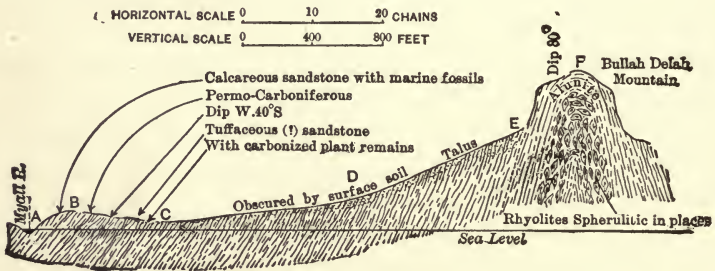 HORIZONTAL SCALE 0 10 20 CHAINS
VERTICAL SCALE 0 400 800 FEET
Dip 80°
P
Bullah Delah
Mountain
Calcareous sandstone with marine fossils
Permo-Carboniferous
Dip W.40°S
Tuffaceous (?) sandstone
With carbonized plant remains
Alunite
E
Talus
D
Obscured by surface soil
Myall R.
A
B
C
Rhyolites Spherulitic in places
Sea Level